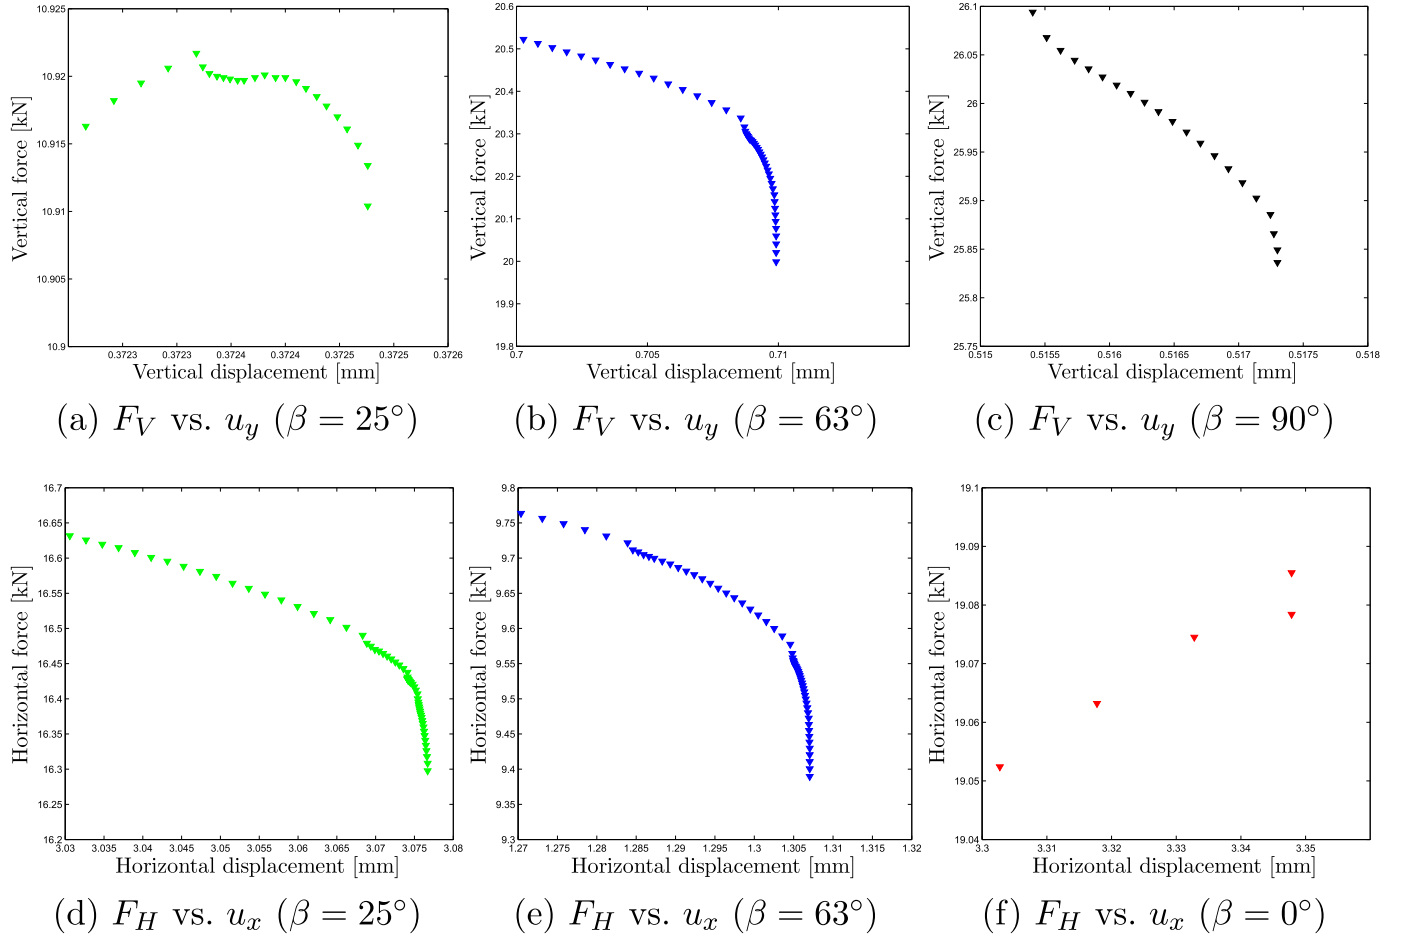 10.925
10.92
10.915
10.91
10.905
10.9
Vertical force [kN]
0.3723 0.3723 0.3724 0.3724 0.3725 0.3725 0.3726
Vertical displacement [mm]
(a) F_V vs. u_y (β = 25°)
20.6
20.5
20.4
20.3
20.2
20.1
20
19.9
19.8
Vertical force [kN]
0.7 0.705 0.71
Vertical displacement [mm]
(b) F_V vs. u_y (β = 63°)
26.1
26.05
26
25.95
25.9
25.85
25.8
25.75
Vertical force [kN]
0.515 0.5155 0.516 0.5165 0.517 0.5175 0.518
Vertical displacement [mm]
(c) F_V vs. u_y (β = 90°)
16.7
16.65
16.6
16.55
16.5
16.45
16.4
16.35
16.3
16.25
16.2
Horizontal force [kN]
3.03 3.035 3.04 3.045 3.05 3.055 3.06 3.065 3.07 3.075 3.08
Horizontal displacement [mm]
(d) F_H vs. u_x (β = 25°)
9.8
9.75
9.7
9.65
9.6
9.55
9.5
9.45
9.4
9.35
9.3
Horizontal force [kN]
1.27 1.275 1.28 1.285 1.29 1.295 1.3 1.305 1.31 1.315 1.32
Horizontal displacement [mm]
(e) F_H vs. u_x (β = 63°)
19.1
19.09
19.08
19.07
19.06
19.05
19.04
Horizontal force [kN]
3.3 3.31 3.32 3.33 3.34 3.35
Horizontal displacement [mm]
(f) F_H vs. u_x (β = 0°)